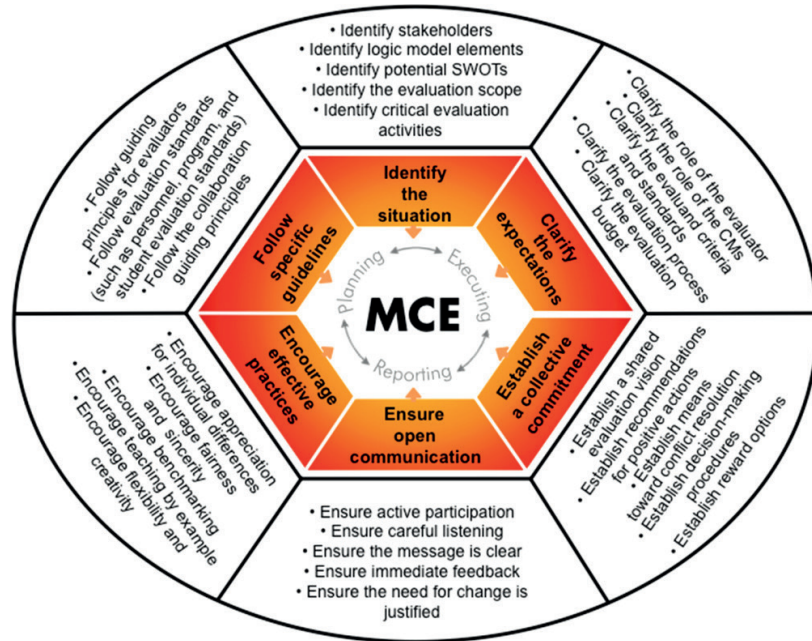 • Identify stakeholders
• Identify logic model elements
• Identify potential SWOTs
• Identify the evaluation scope
• Identify critical evaluation
activities
• Clarify the role of the evaluator
• Clarify the role of the CMs
• Clarify the evaluand criteria
and standards
• Clarify the evaluation process
• Clarify the evaluation
budget
• Establish a shared
evaluation vision
• Establish recommendations
for positive actions
• Establish means
toward conflict resolution
• Establish decision-making
procedures
• Establish reward options
• Ensure active participation
• Ensure careful listening
• Ensure the message is clear
• Ensure immediate feedback
• Ensure the need for change is
justified
• Encourage appreciation
for individual differences
• Encourage fairness
and sincerity
• Encourage benchmarking
• Encourage teaching by example
• Encourage flexibility and
creativity
• Follow guiding
principles for evaluators
• Follow evaluation standards
(such as personnel, program, and
student evaluation standards)
• Follow the collaboration
guiding principles
Identify
the
situation
Clarify
the
expectations
Establish
a collective
commitment
Ensure
open
communication
Encourage
effective
practices
Follow
specific
guidelines
Planning
Executing
Reporting
MCE